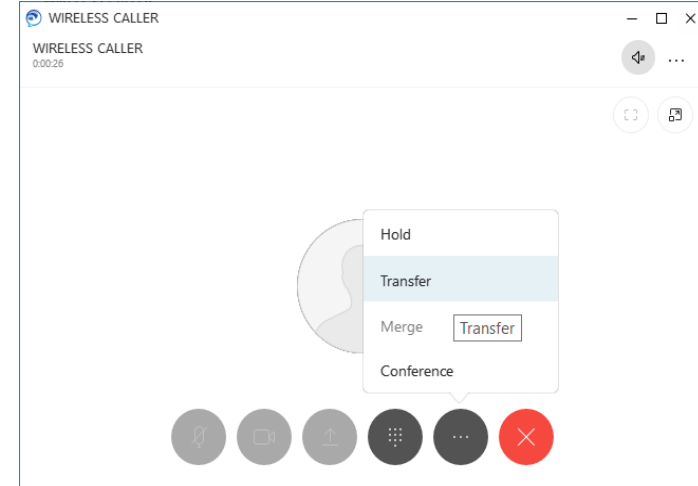 WIRELESS CALLER
WIRELESS CALLER
0:00:26
Hold
Transfer
Merge
Transfer
Conference